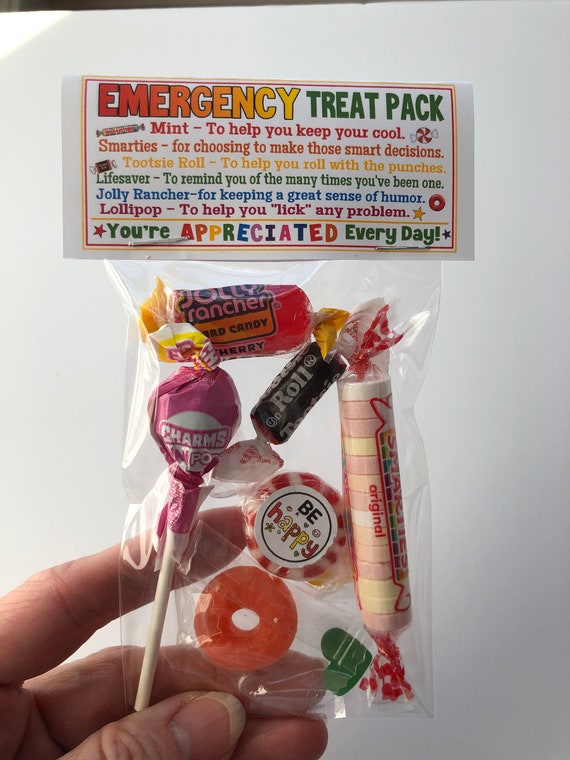 EMERGENCY TREAT PACK
Mint – To help you keep your cool.
Smarties – for choosing to make those smart decisions.
Tootsie Roll – To help you roll with the punches.
Lifesaver – To remind you of the many times you've been one.
Jolly Rancher–for keeping a great sense of humor.
Lollipop – To help you "lick" any problem.
You're APPRECIATED Every Day!
JOLLY
rancher
HARD CANDY
CHERRY
Roll
CHARMS
BE
happy
SMARTIES
original